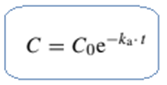 C = C₀e^{−kₐ·t}